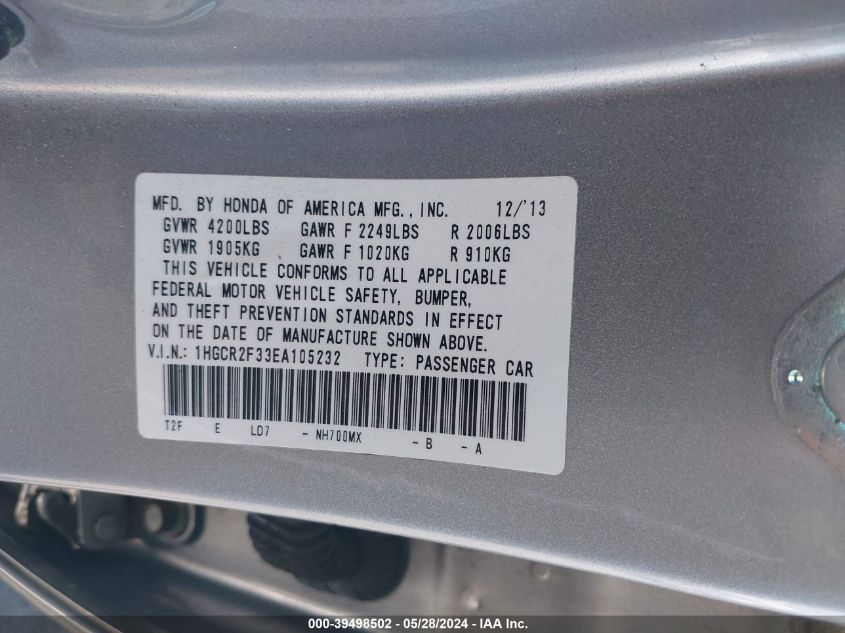 MFD. BY HONDA OF AMERICA MFG., INC. 12/'13
GVWR 4200LBS GAWR F 2249LBS R 2006LBS
GVWR 1905KG GAWR F 1020KG R 910KG
THIS VEHICLE CONFORMS TO ALL APPLICABLE
FEDERAL MOTOR VEHICLE SAFETY, BUMPER,
AND THEFT PREVENTION STANDARDS IN EFFECT
ON THE DATE OF MANUFACTURE SHOWN ABOVE.
V.I.N.: 1HGCR2F33EA105232 TYPE: PASSENGER CAR
T2F E LD7 - NH700MX - B - A
000-39498502 - 05/28/2024 - IAA Inc.